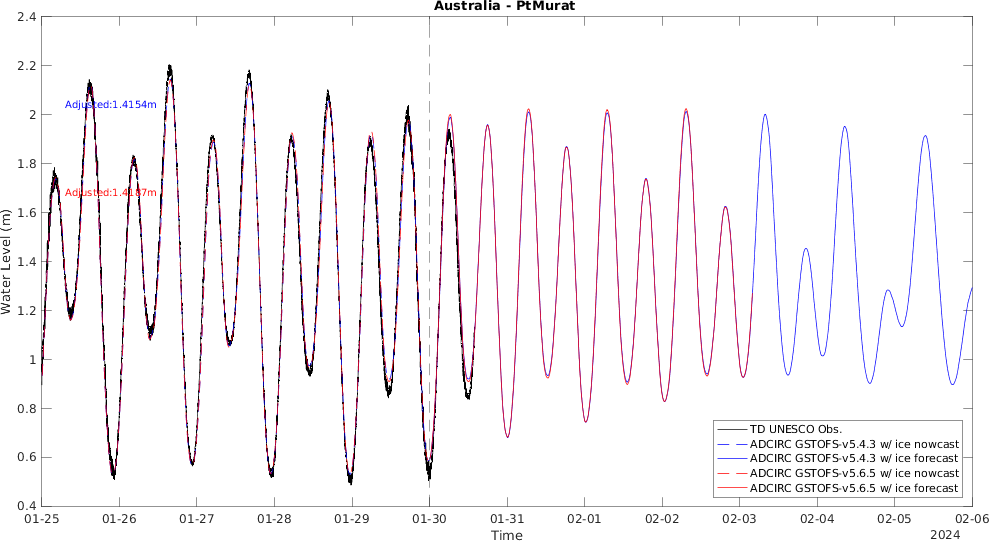 Australia - PtMurat
2.4
2.2
2
1.8
1.6
1.4
1.2
1
0.8
0.6
0.4
Water Level (m)
Adjusted:1.4154m
Adjusted:1.4187m
TD UNESCO Obs.
ADCIRC GSTOFS-v5.4.3 w/ ice nowcast
ADCIRC GSTOFS-v5.4.3 w/ ice forecast
ADCIRC GSTOFS-v5.6.5 w/ ice nowcast
ADCIRC GSTOFS-v5.6.5 w/ ice forecast
01-25 01-26 01-27 01-28 01-29 01-30 01-31 02-01 02-02 02-03 02-04 02-05 02-06
Time
2024